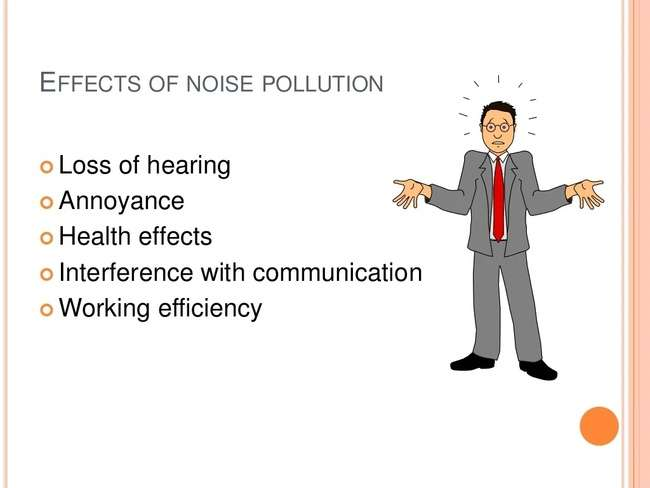 EFFECTS OF NOISE POLLUTION
Loss of hearing
Annoyance
Health effects
Interference with communication
Working efficiency